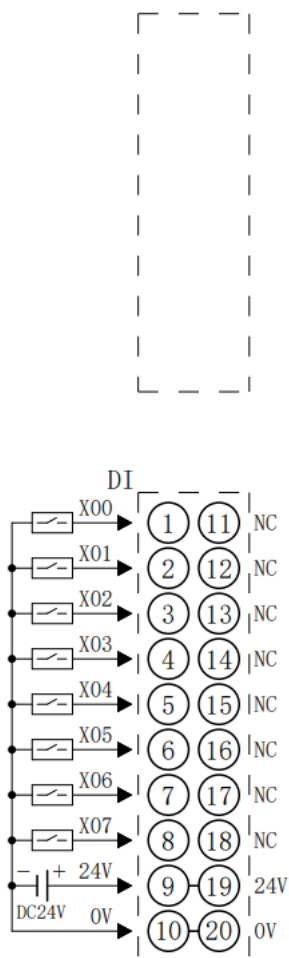 DI
X00 1 11 NC
X01 2 12 NC
X02 3 13 NC
X03 4 14 NC
X04 5 15 NC
X05 6 16 NC
X06 7 17 NC
X07 8 18 NC
- + 24V 9 19 24V
DC24V
0V 10 20 0V